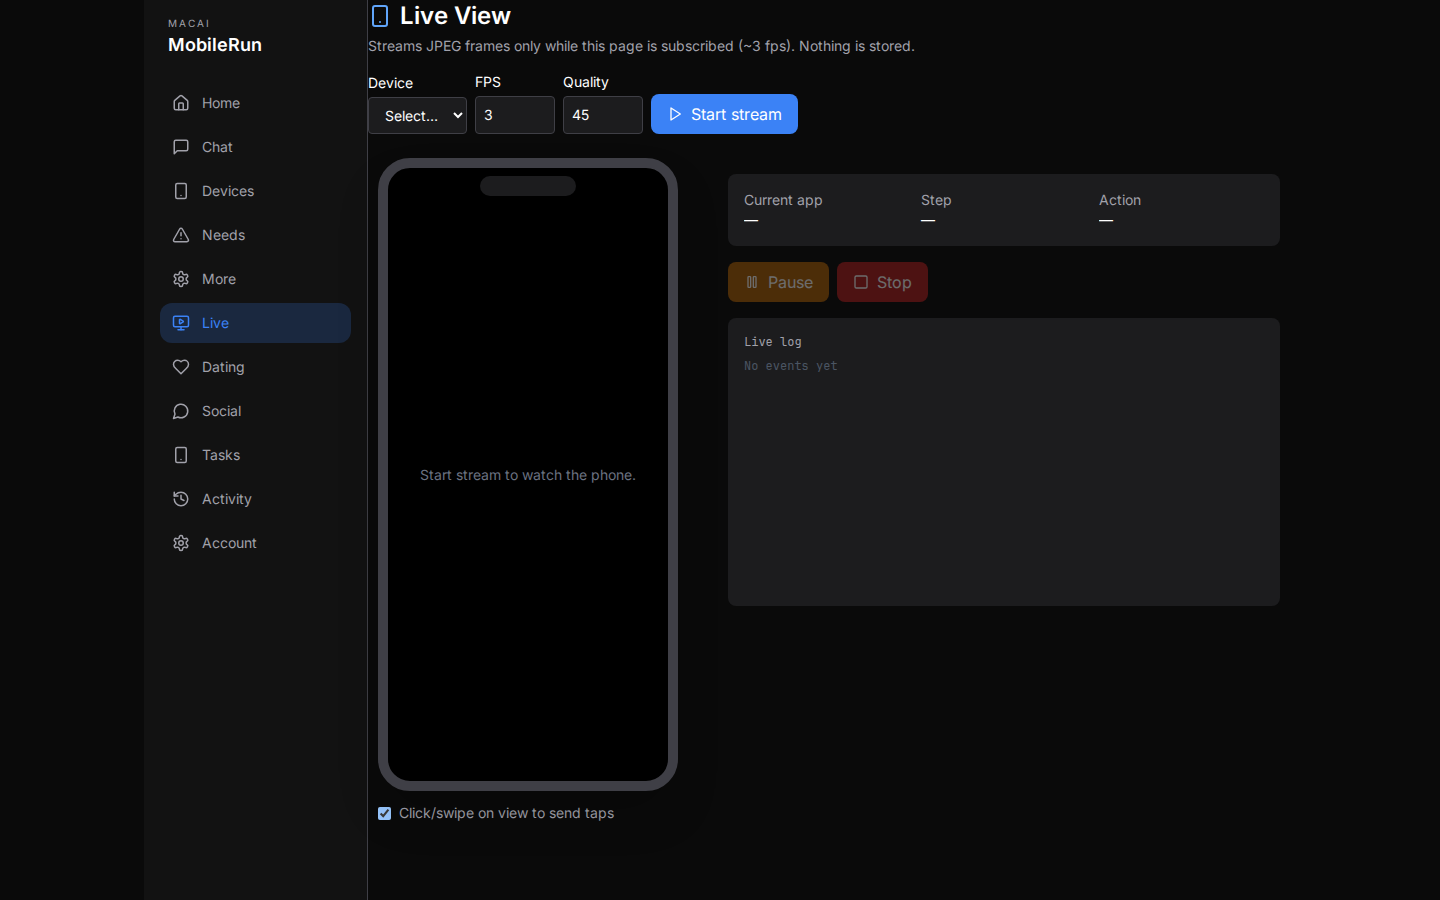 MACAI
MobileRun
Home
Chat
Devices
Needs
More
Live
Dating
Social
Tasks
Activity
Account
Live View
Streams JPEG frames only while this page is subscribed (~3 fps). Nothing is stored.
Device FPS Quality
Select... 3 45 Start stream
Start stream to watch the phone.
Click/swipe on view to send taps
Current app Step Action
— — —
Pause Stop
Live log
No events yet